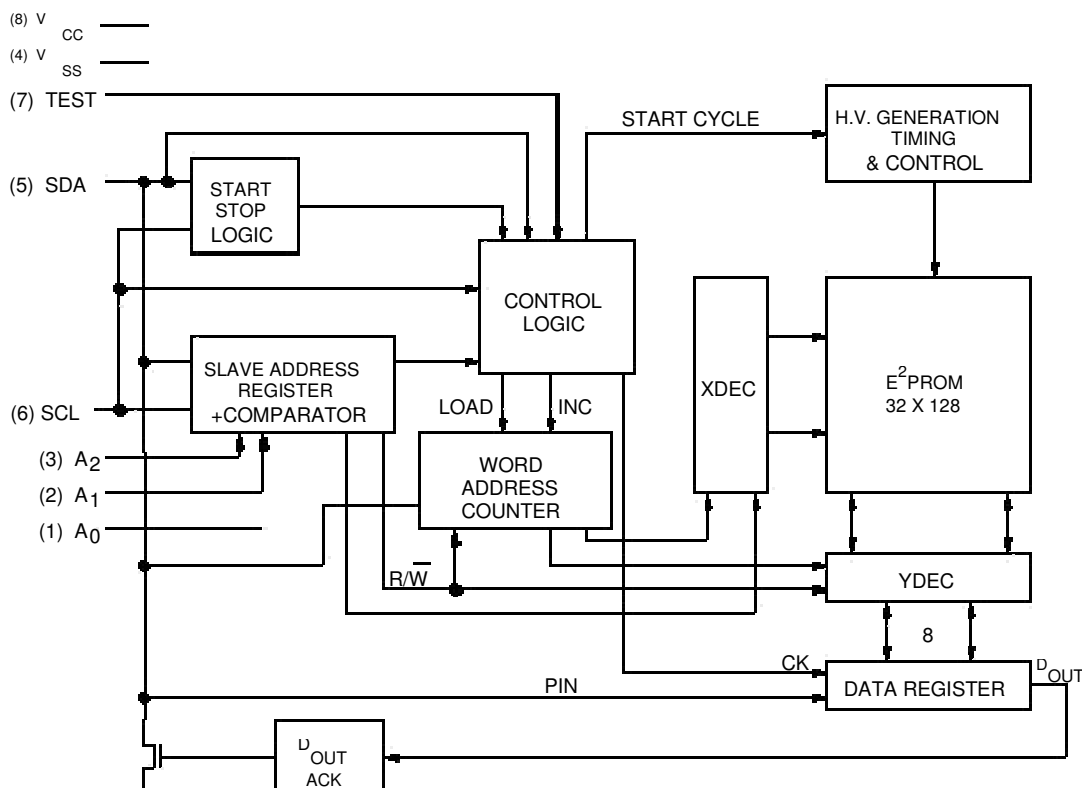 (8) V
CC
(4) V
SS
(7) TEST
START CYCLE
H.V. GENERATION
TIMING
& CONTROL
(5) SDA
START
STOP
LOGIC
CONTROL
LOGIC
SLAVE ADDRESS
REGISTER
+COMPARATOR
(6) SCL
LOAD
INC
XDEC
E²PROM
32 X 128
(3) A₂
(2) A₁
(1) A₀
WORD
ADDRESS
COUNTER
R/W̅
YDEC
8
CK
PIN
DATA REGISTER
D
OUT
D
OUT
ACK